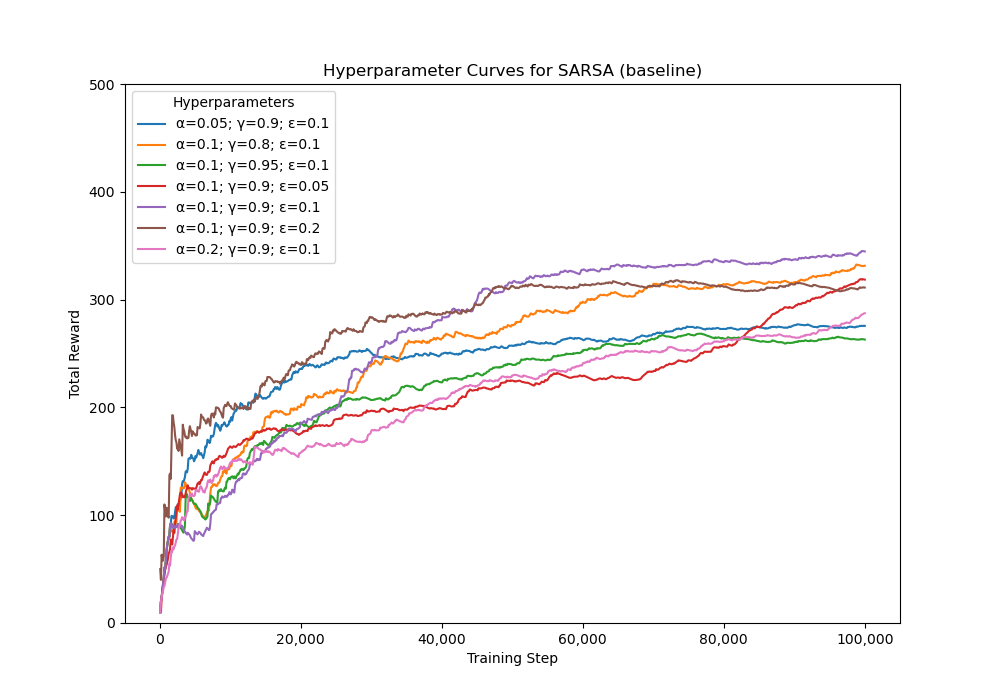 Hyperparameter Curves for SARSA (baseline)
500
400
300
200
100
0
Total Reward
Hyperparameters
α=0.05; γ=0.9; ε=0.1
α=0.1; γ=0.8; ε=0.1
α=0.1; γ=0.95; ε=0.1
α=0.1; γ=0.9; ε=0.05
α=0.1; γ=0.9; ε=0.1
α=0.1; γ=0.9; ε=0.2
α=0.2; γ=0.9; ε=0.1
0
20,000
40,000
60,000
80,000
100,000
Training Step